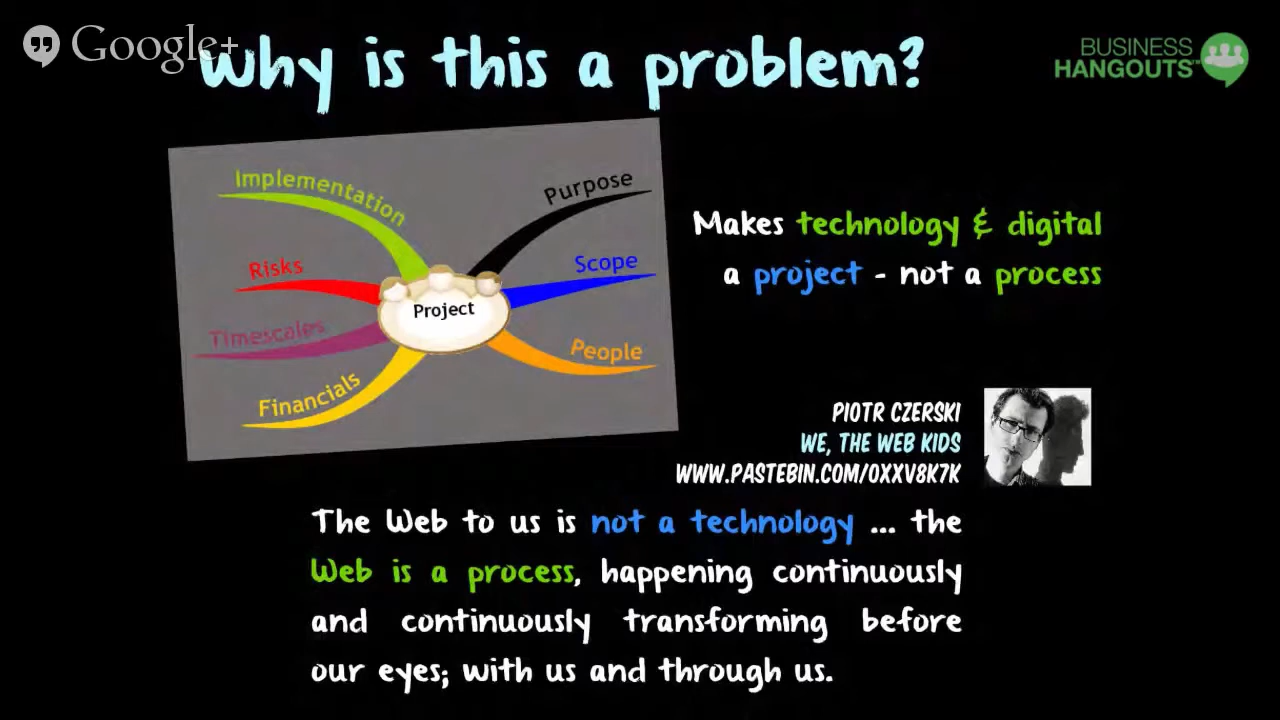 Google+
Why is this a problem?
BUSINESS
HANGOUTS™
Implementation
Purpose
Risks
Scope
Project
Timescales
People
Financials
Makes technology & digital
a project - not a process
PIOTR CZERSKI
WE, THE WEB KIDS
WWW.PASTEBIN.COM/0XXV8K7K
The Web to us is not a technology ... the
Web is a process, happening continuously
and continuously transforming before
our eyes; with us and through us.